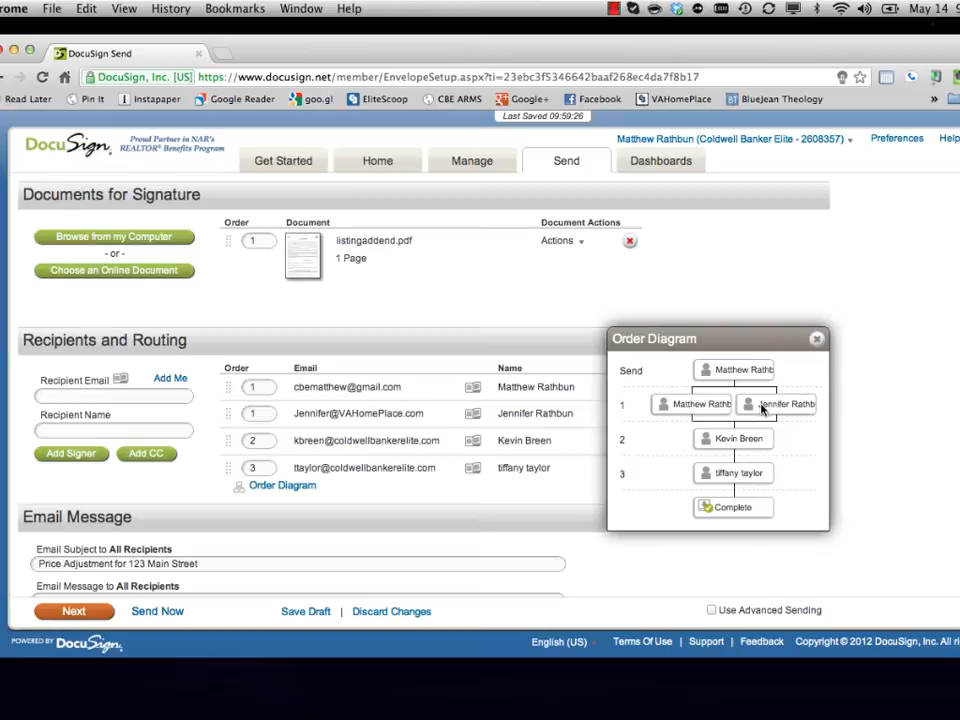 rome File Edit View History Bookmarks Window Help May 14 9
DocuSign Send
DocuSign, Inc. [US] https://www.docusign.net/member/EnvelopeSetup.aspx?ti=23ebc3f5346642baaf268ec4da7f8b17
Read Later Pin It Instapaper Google Reader goo.gl EliteScoop CBE ARMS Google+ Facebook VAHomePlace BlueJean Theology »
Last Saved 09:59:26
DocuSign. Proud Partner in NAR's
REALTOR® Benefits Program
Matthew Rathbun (Coldwell Banker Elite - 2608357) Preferences Help
Get Started Home Manage Send Dashboards
Documents for Signature
Order Document Document Actions
Browse from my Computer 1 listingaddend.pdf Actions
- or - 1 Page
Choose an Online Document
Recipients and Routing
Order Email Name
Recipient Email Add Me
1 cbematthew@gmail.com Matthew Rathbun
Recipient Name
1 Jennifer@VAHomePlace.com Jennifer Rathbun
2 kbreen@coldwellbankerelite.com Kevin Breen
Add Signer Add CC
3 ttaylor@coldwellbankerelite.com tiffany taylor
Order Diagram
Order Diagram
Send Matthew Rathb
1 Matthew Rathb Jennifer Rathb
2 Kevin Breen
3 tiffany taylor
Complete
Email Message
Email Subject to All Recipients
Price Adjustment for 123 Main Street
Email Message to All Recipients
Next Send Now Save Draft | Discard Changes Use Advanced Sending
POWERED BY DocuSign. English (US) Terms Of Use | Support | Feedback Copyright © 2012 DocuSign, Inc. All ri